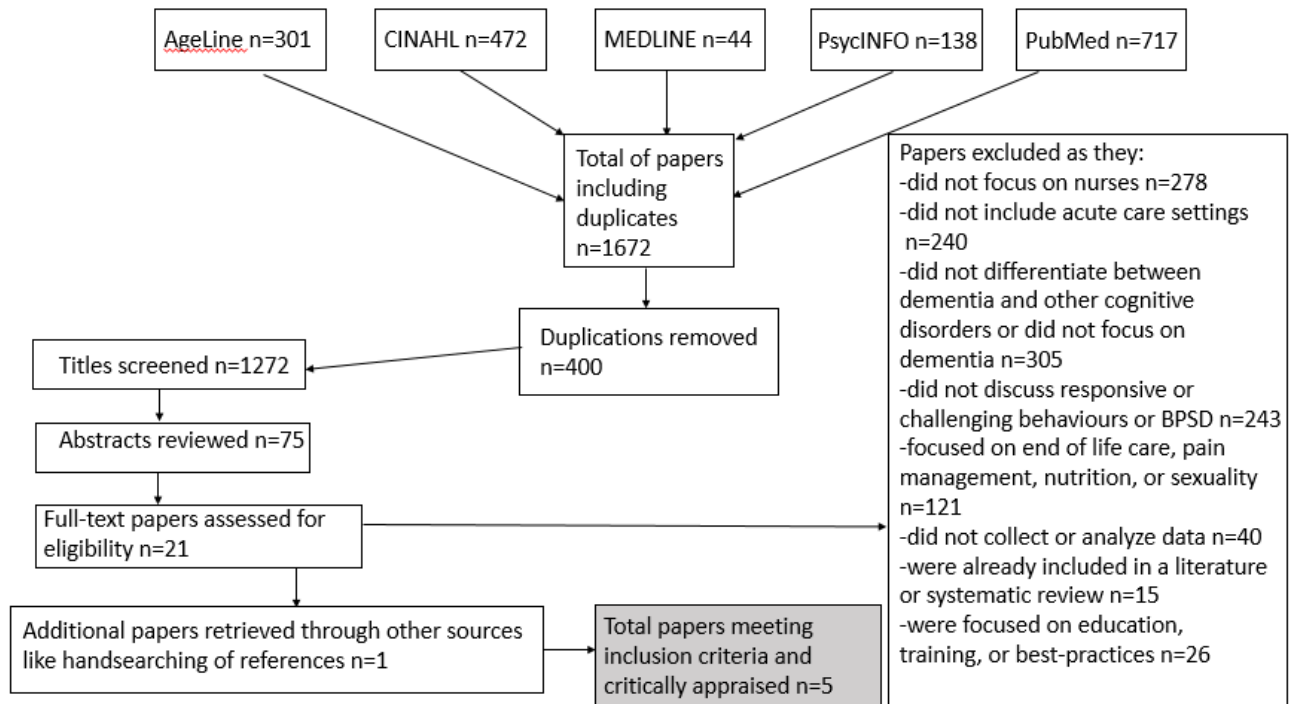 AgeLine n=301
CINAHL n=472
MEDLINE n=44
PsycINFO n=138
PubMed n=717
Total of papers
including
duplicates
n=1672
Duplications removed
n=400
Titles screened n=1272
Abstracts reviewed n=75
Full-text papers assessed for
eligibility n=21
Additional papers retrieved through other sources
like handsearching of references n=1
Total papers meeting
inclusion criteria and
critically appraised n=5
Papers excluded as they:
-did not focus on nurses n=278
-did not include acute care settings
n=240
-did not differentiate between
dementia and other cognitive
disorders or did not focus on
dementia n=305
-did not discuss responsive or
challenging behaviours or BPSD n=243
-focused on end of life care, pain
management, nutrition, or sexuality
n=121
-did not collect or analyze data n=40
-were already included in a literature
or systematic review n=15
-were focused on education,
training, or best-practices n=26